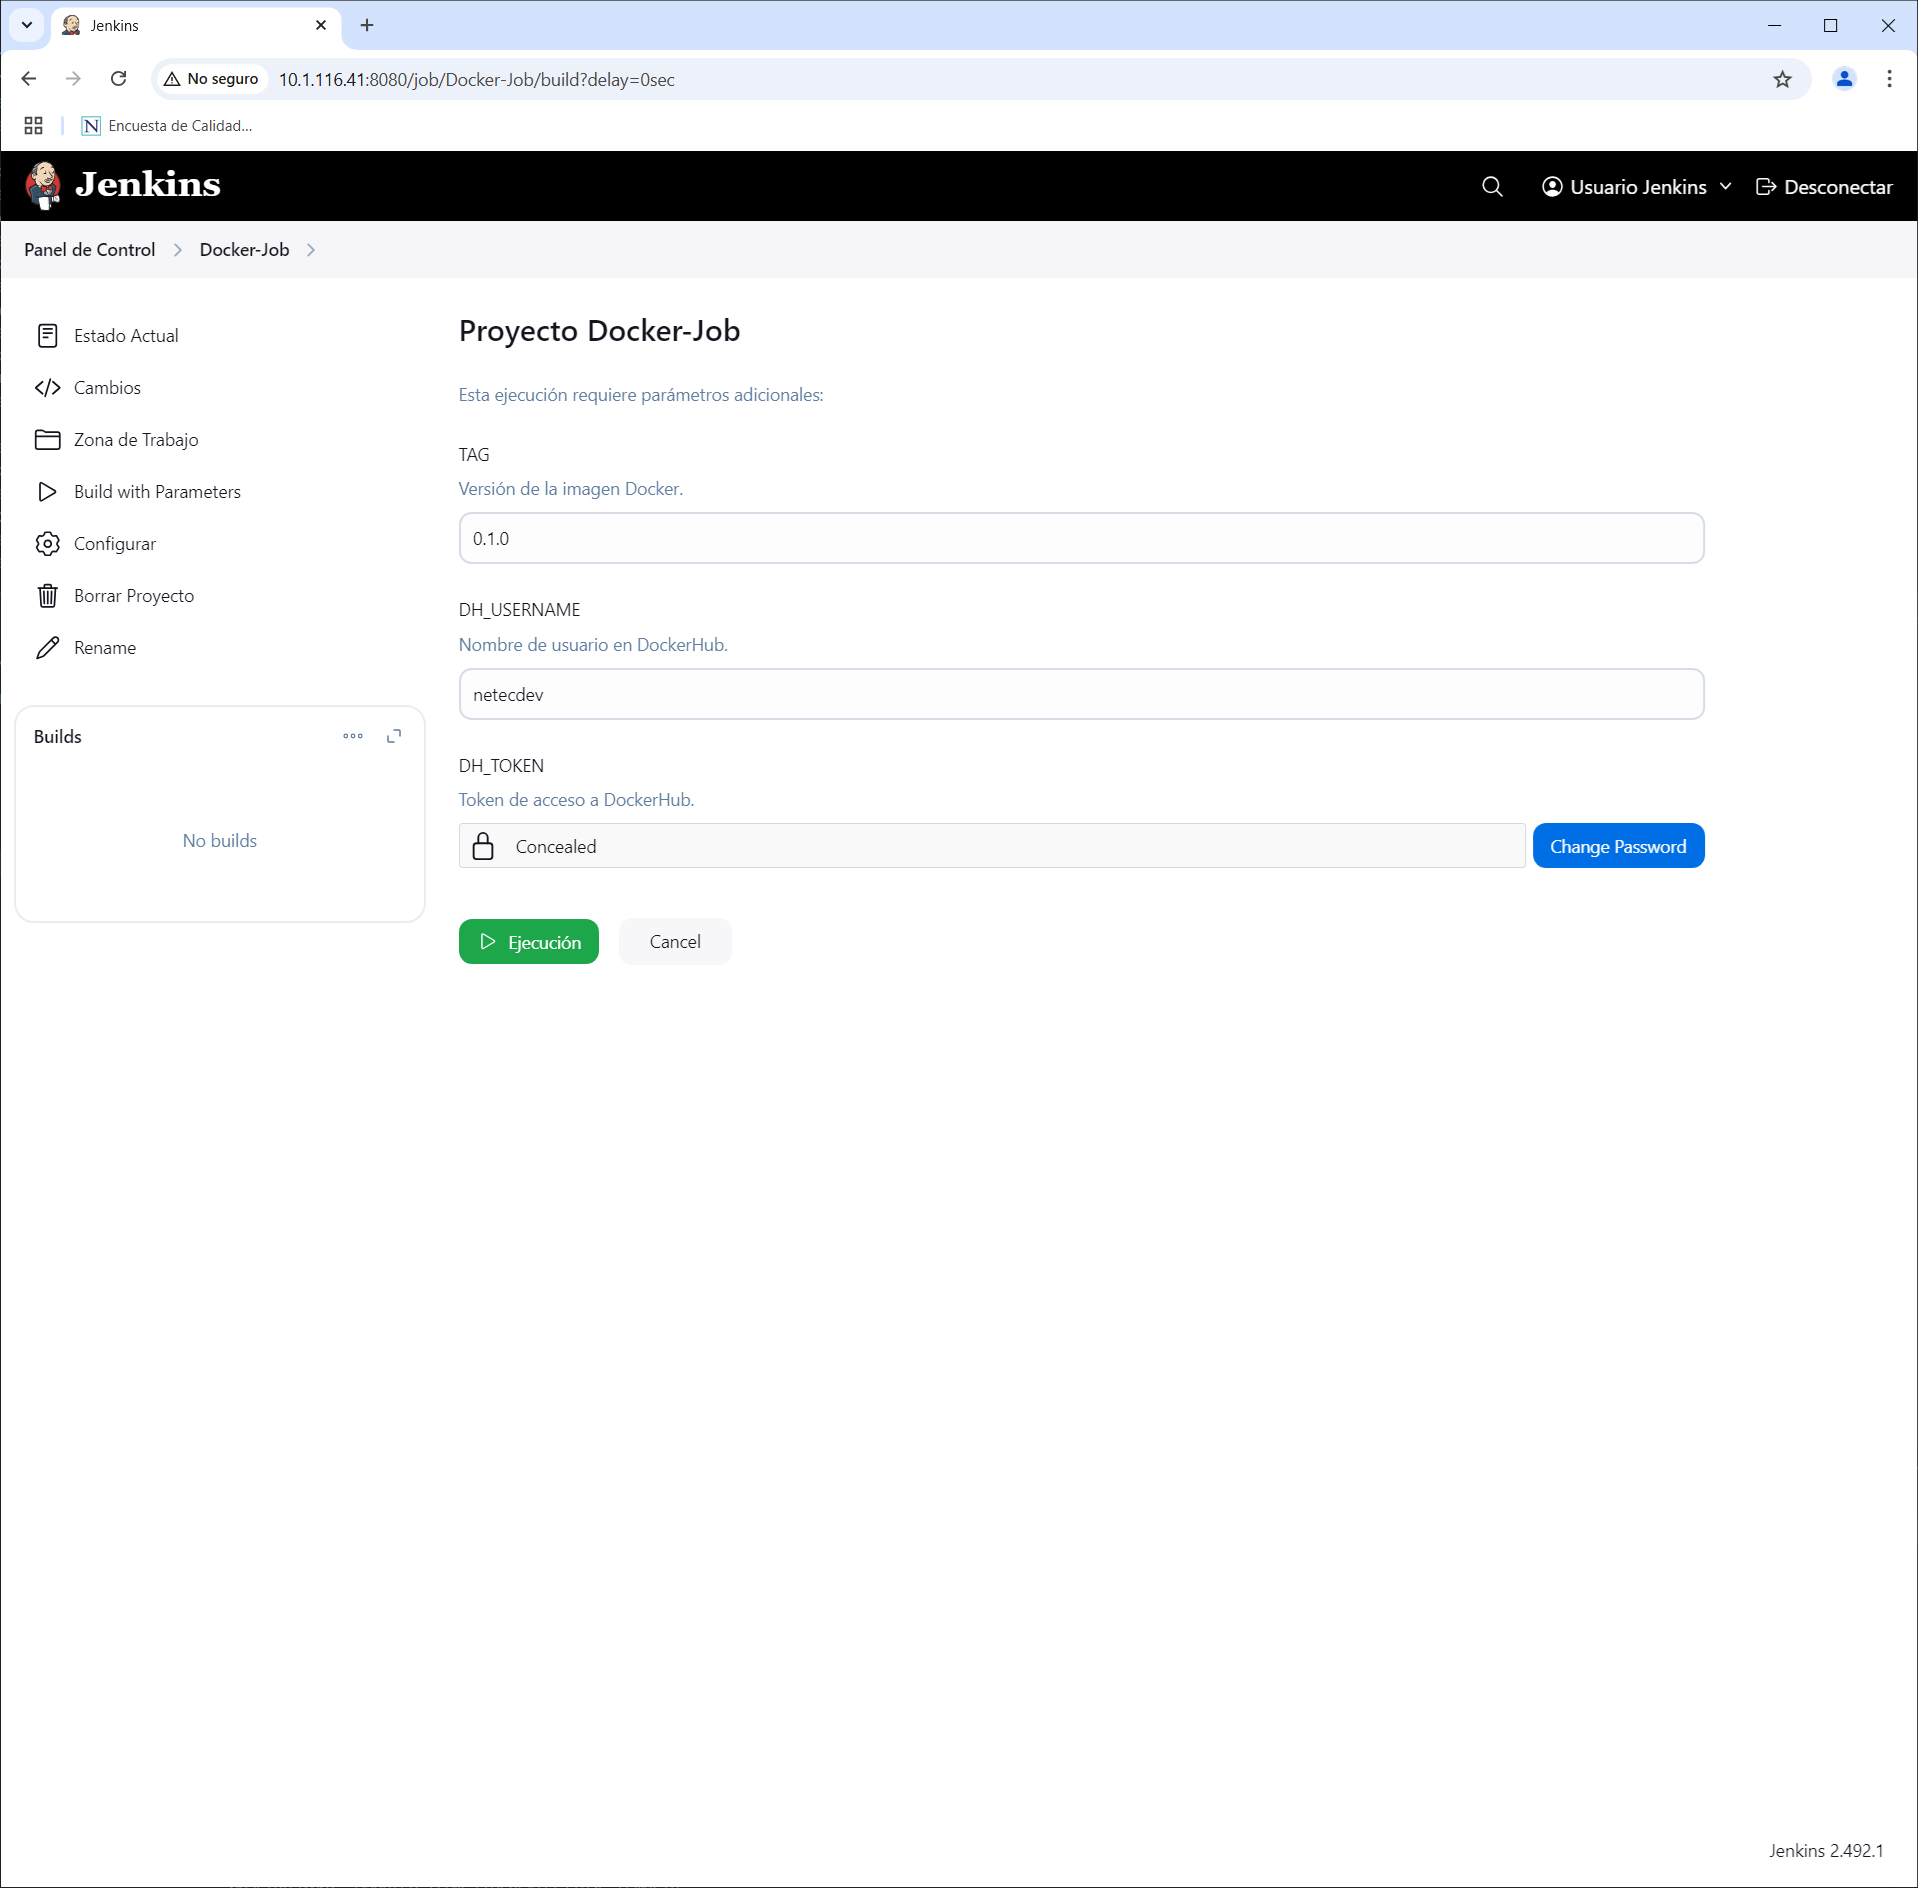 Jenkins
No seguro
10.1.116.41:8080/job/Docker-Job/build?delay=0sec
N Encuesta de Calidad...
Jenkins
Usuario Jenkins
Desconectar
Panel de Control
Docker-Job
Estado Actual
Cambios
Zona de Trabajo
Build with Parameters
Configurar
Borrar Proyecto
Rename
Builds
No builds
Proyecto Docker-Job
Esta ejecución requiere parámetros adicionales:
TAG
Versión de la imagen Docker.
0.1.0
DH_USERNAME
Nombre de usuario en DockerHub.
netecdev
DH_TOKEN
Token de acceso a DockerHub.
Concealed
Change Password
Ejecución
Cancel
Jenkins 2.492.1